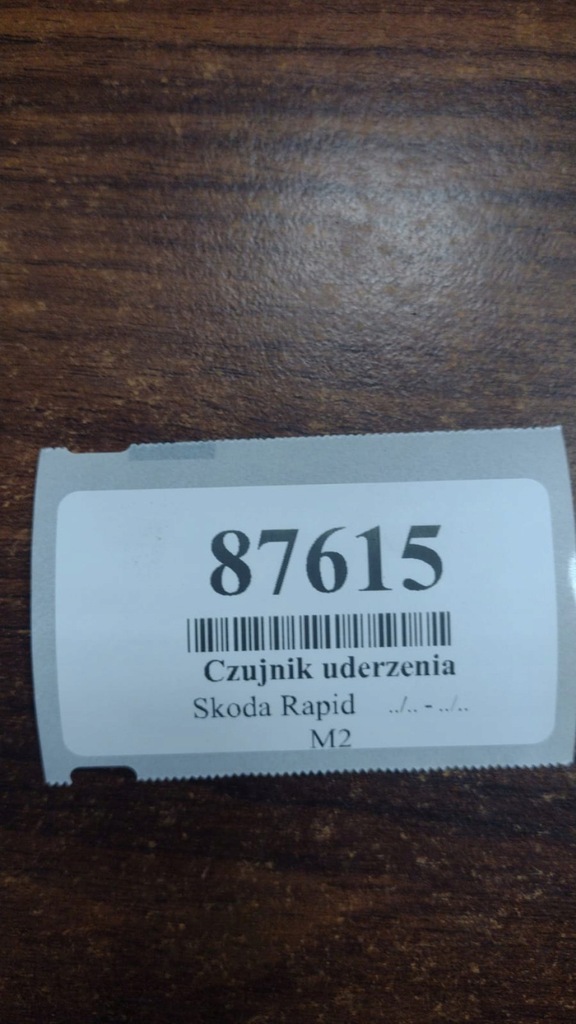 87615
Czujnik uderzenia
Skoda Rapid ../.. - ../..
M2